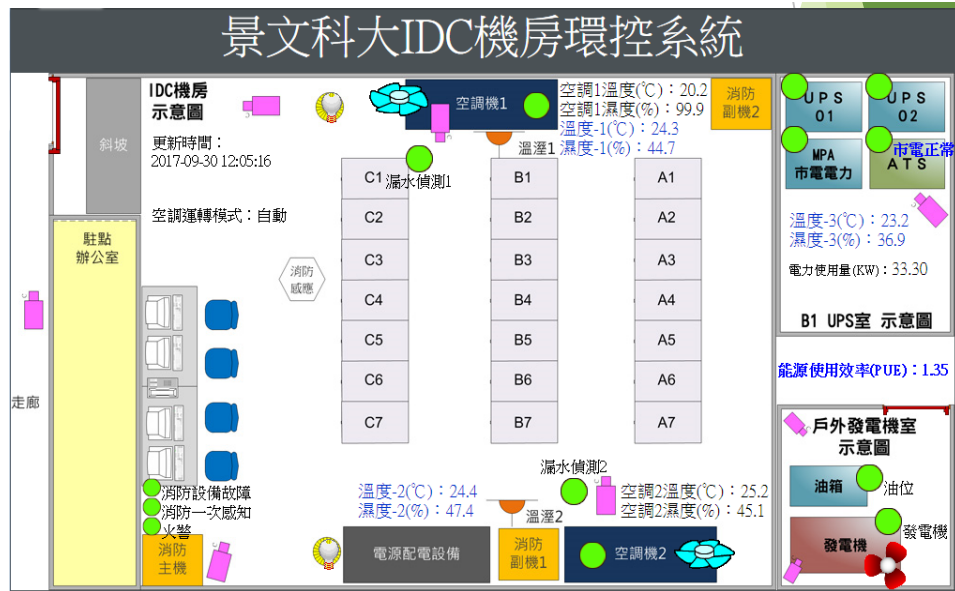 景文科大IDC機房環控系統
IDC機房
示意圖
更新時間：
2017-09-30 12:05:16
空調運轉模式：自動
斜坡
駐點
辦公室
走廊
空調機1
空調1溫度(℃)：20.2
空調1濕度(%)：99.9
溫度-1(℃)：24.3
濕度-1(%)：44.7
溫溼1
消防
副機2
漏水偵測1
消防
感應
C1
B1
A1
C2
B2
A2
C3
B3
A3
C4
B4
A4
C5
B5
A5
C6
B6
A6
C7
B7
A7
消防設備故障
消防一次感知
火警
消防
主機
溫度-2(℃)：24.4
濕度-2(%)：47.4
漏水偵測2
空調2溫度(℃)：25.2
空調2濕度(%)：45.1
溫溼2
電源配電設備
消防
副機1
空調機2
UPS
01
UPS
02
MPA
市電電力
市電正常
ATS
溫度-3(℃)：23.2
濕度-3(%)：36.9
電力使用量(KW)：33.30
B1 UPS室 示意圖
能源使用效率(PUE)：1.35
戶外發電機室
示意圖
油箱
油位
發電機
發電機